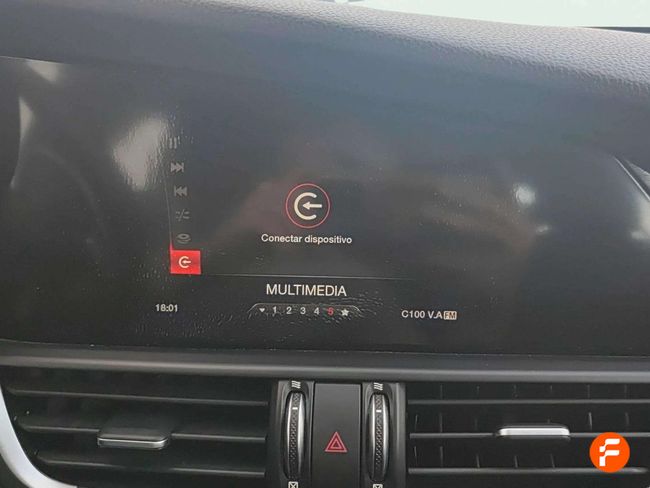 Conectar dispositivo
MULTIMEDIA
1 2 3 4 5
18:01
C100 V.A FM